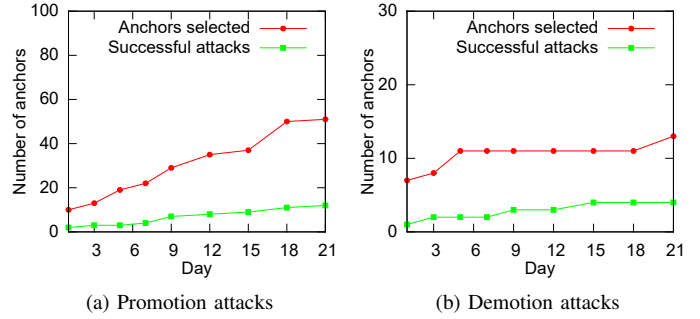 Number of anchors
100
80
60
40
20
0
Anchors selected
Successful attacks
3 6 9 12 15 18 21
Day
(a) Promotion attacks
Number of anchors
30
20
10
0
Anchors selected
Successful attacks
3 6 9 12 15 18 21
Day
(b) Demotion attacks